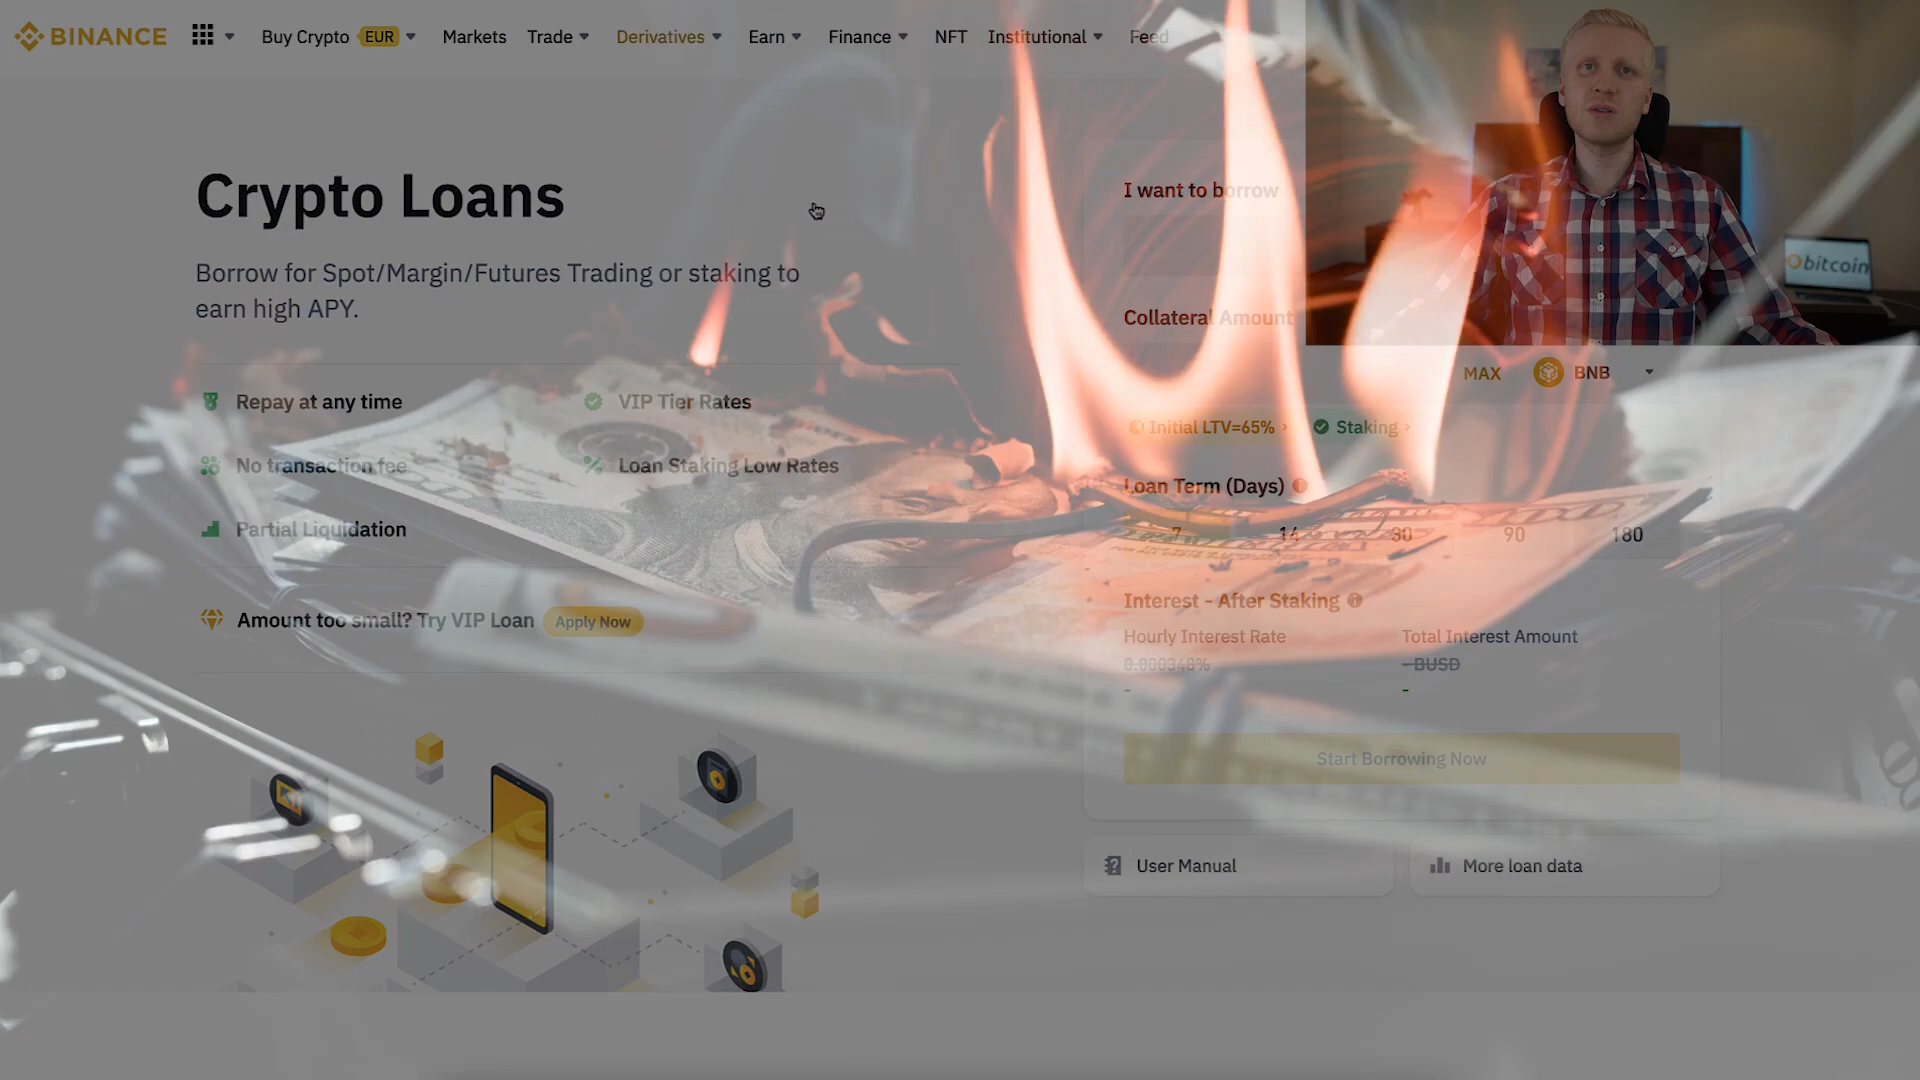 BINANCE
Buy Crypto EUR
Markets
Trade
Derivatives
Earn
Finance
NFT
Institutional
Feed
Crypto Loans
Borrow for Spot/Margin/Futures Trading or staking to
earn high APY.
Repay at any time
VIP Tier Rates
No transaction fee
Loan Staking Low Rates
Partial Liquidation
Amount too small? Try VIP Loan
Apply Now
I want to borrow
Collateral Amount
MAX
BNB
Initial LTV=65%
Staking
Loan Term (Days)
7
14
30
90
180
Interest - After Staking
Hourly Interest Rate
Total Interest Amount
0.000340%
- BUSD
-
-
Start Borrowing Now
User Manual
More loan data
bitcoin